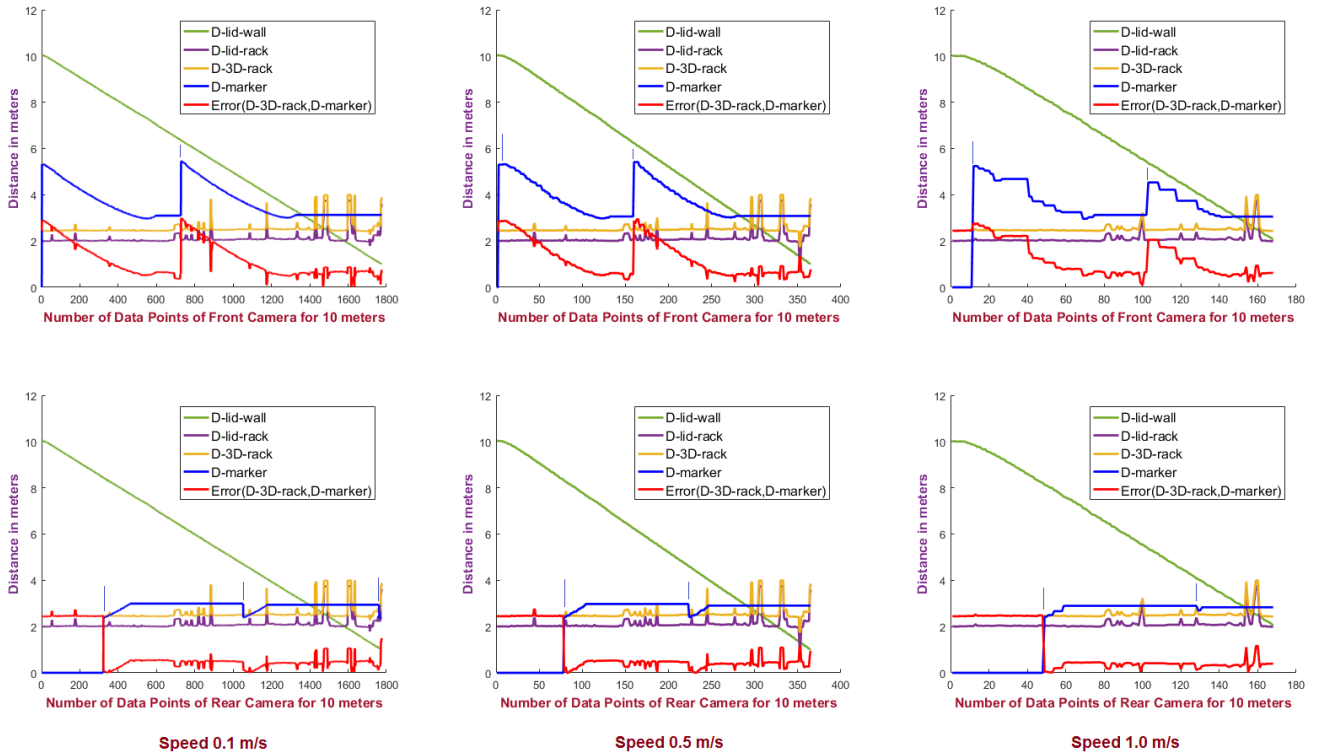 12
10
8
6
4
2
0
Distance in meters
D-lid-wall
D-lid-rack
D-3D-rack
D-marker
Error(D-3D-rack,D-marker)
0 200 400 600 800 1000 1200 1400 1600 1800
Number of Data Points of Front Camera for 10 meters
12
10
8
6
4
2
0
Distance in meters
D-lid-wall
D-lid-rack
D-3D-rack
D-marker
Error(D-3D-rack,D-marker)
0 50 100 150 200 250 300 350 400
Number of Data Points of Front Camera for 10 meters
12
10
8
6
4
2
0
Distance in meters
D-lid-wall
D-lid-rack
D-3D-rack
D-marker
Error(D-3D-rack,D-marker)
0 20 40 60 80 100 120 140 160 180
Number of Data Points of Front Camera for 10 meters
12
10
8
6
4
2
0
Distance in meters
D-lid-wall
D-lid-rack
D-3D-rack
D-marker
Error(D-3D-rack,D-marker)
0 200 400 600 800 1000 1200 1400 1600 1800
Number of Data Points of Rear Camera for 10 meters
Speed 0.1 m/s
12
10
8
6
4
2
0
Distance in meters
D-lid-wall
D-lid-rack
D-3D-rack
D-marker
Error(D-3D-rack,D-marker)
0 50 100 150 200 250 300 350 400
Number of Data Points of Rear Camera for 10 meters
Speed 0.5 m/s
12
10
8
6
4
2
0
Distance in meters
D-lid-wall
D-lid-rack
D-3D-rack
D-marker
Error(D-3D-rack,D-marker)
0 20 40 60 80 100 120 140 160 180
Number of Data Points of Rear Camera for 10 meters
Speed 1.0 m/s